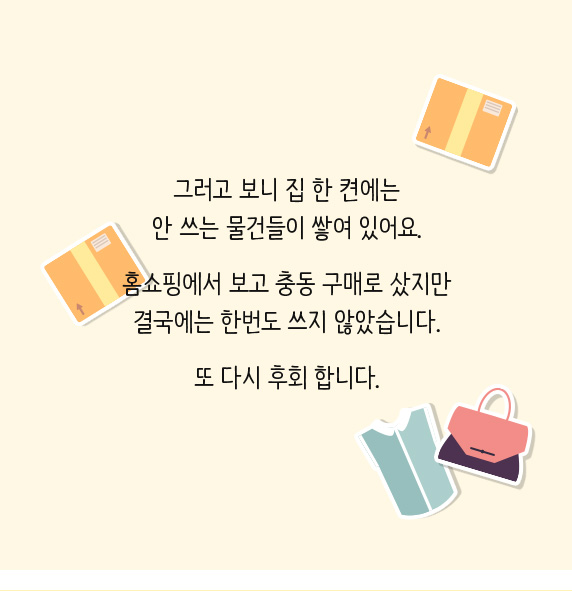 그러고 보니 집 한 켠에는
안 쓰는 물건들이 쌓여 있어요.
홈쇼핑에서 보고 충동 구매로 샀지만
결국에는 한번도 쓰지 않았습니다.
또 다시 후회 합니다.